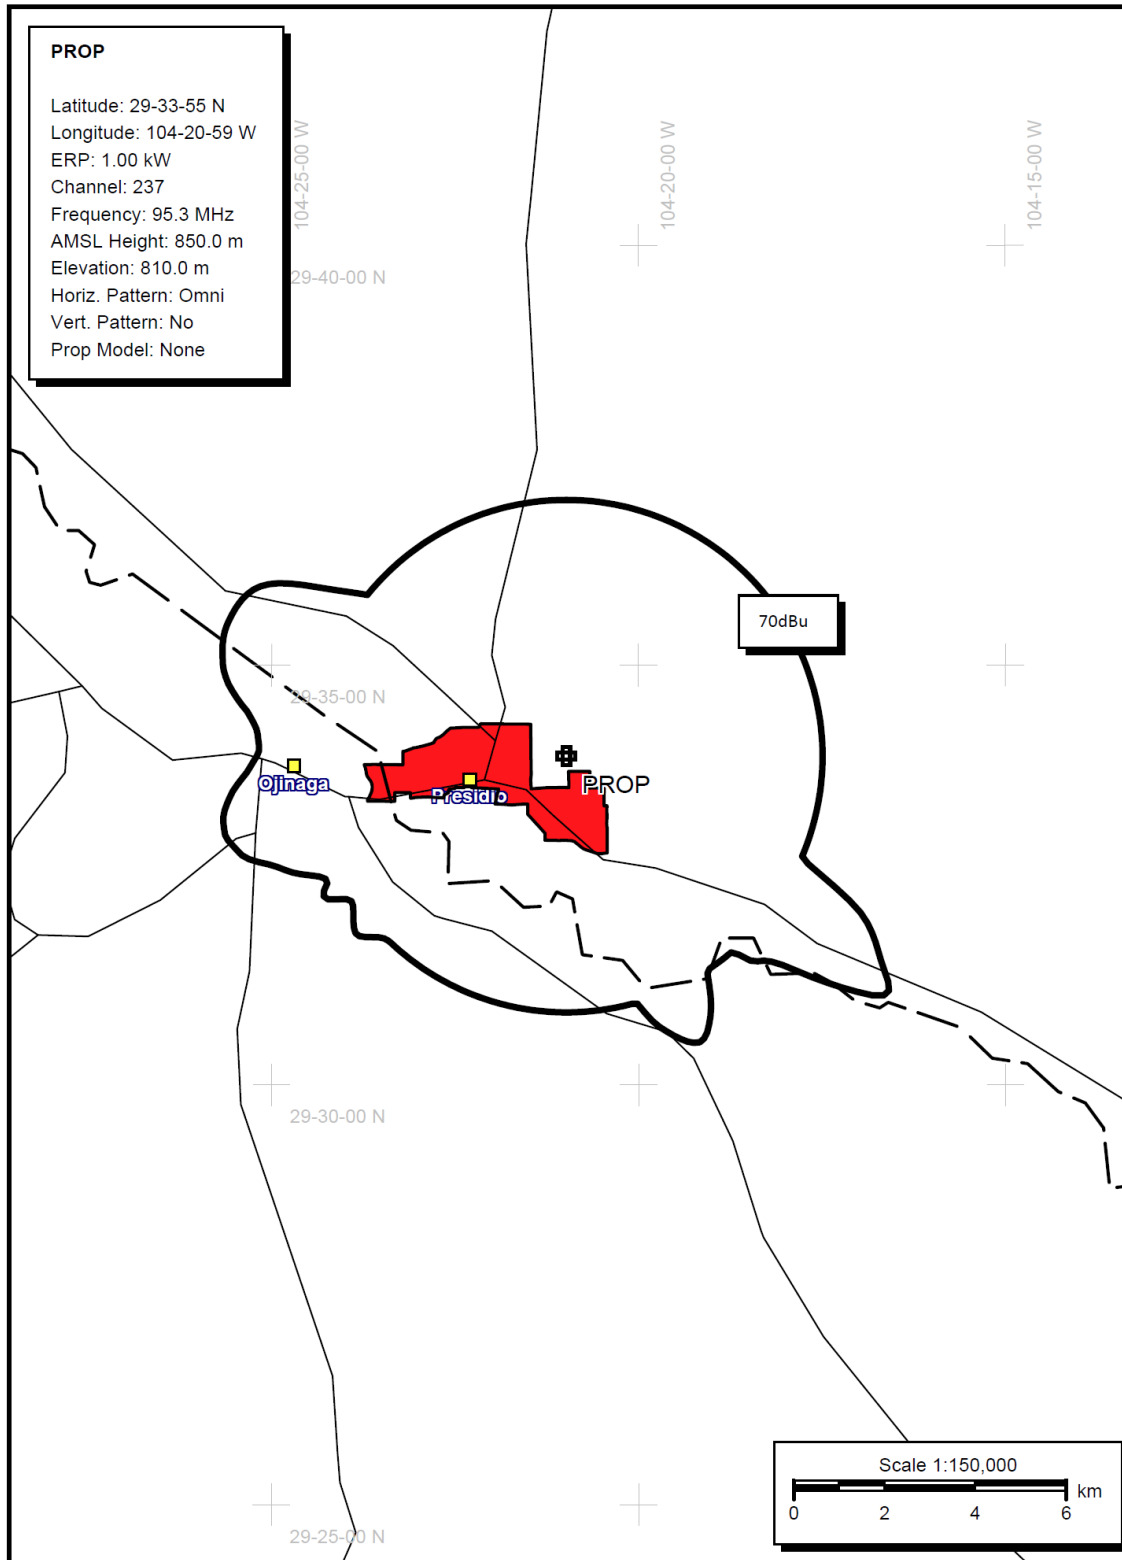 PROP
Latitude: 29-33-55 N
Longitude: 104-20-59 W
ERP: 1.00 kW
Channel: 237
Frequency: 95.3 MHz
AMSL Height: 850.0 m
Elevation: 810.0 m
Horiz. Pattern: Omni
Vert. Pattern: No
Prop Model: None
104-25-00 W
104-20-00 W
104-15-00 W
29-40-00 N
70dBu
29-35-00 N
Ojinaga
Presidio
PROP
29-30-00 N
Scale 1:150,000
km
0 2 4 6
29-25-00 N